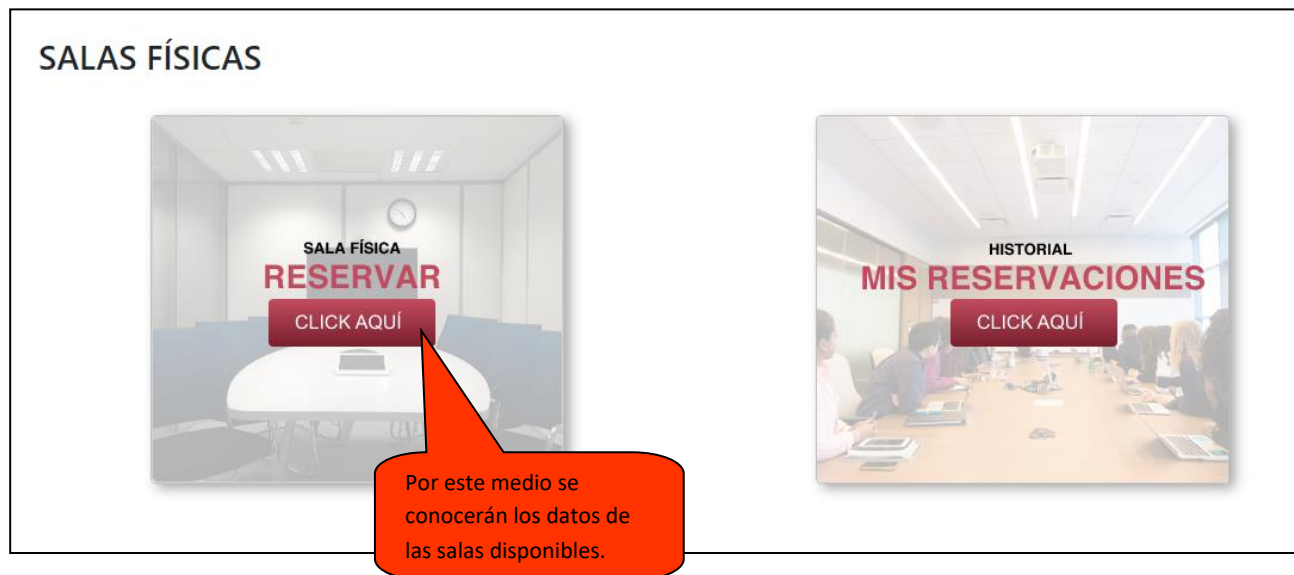 SALAS FÍSICAS
SALA FÍSICA
RESERVAR
CLICK AQUÍ
HISTORIAL
MIS RESERVACIONES
CLICK AQUÍ
Por este medio se
conocerán los datos de
las salas disponibles.